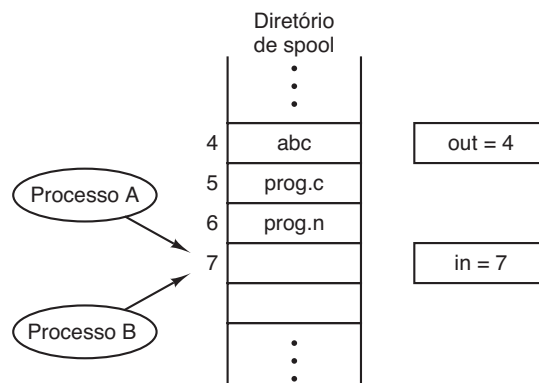 Diretório
de spool
4 abc out = 4
Processo A
5 prog.c
6 prog.n
7 in = 7
Processo B